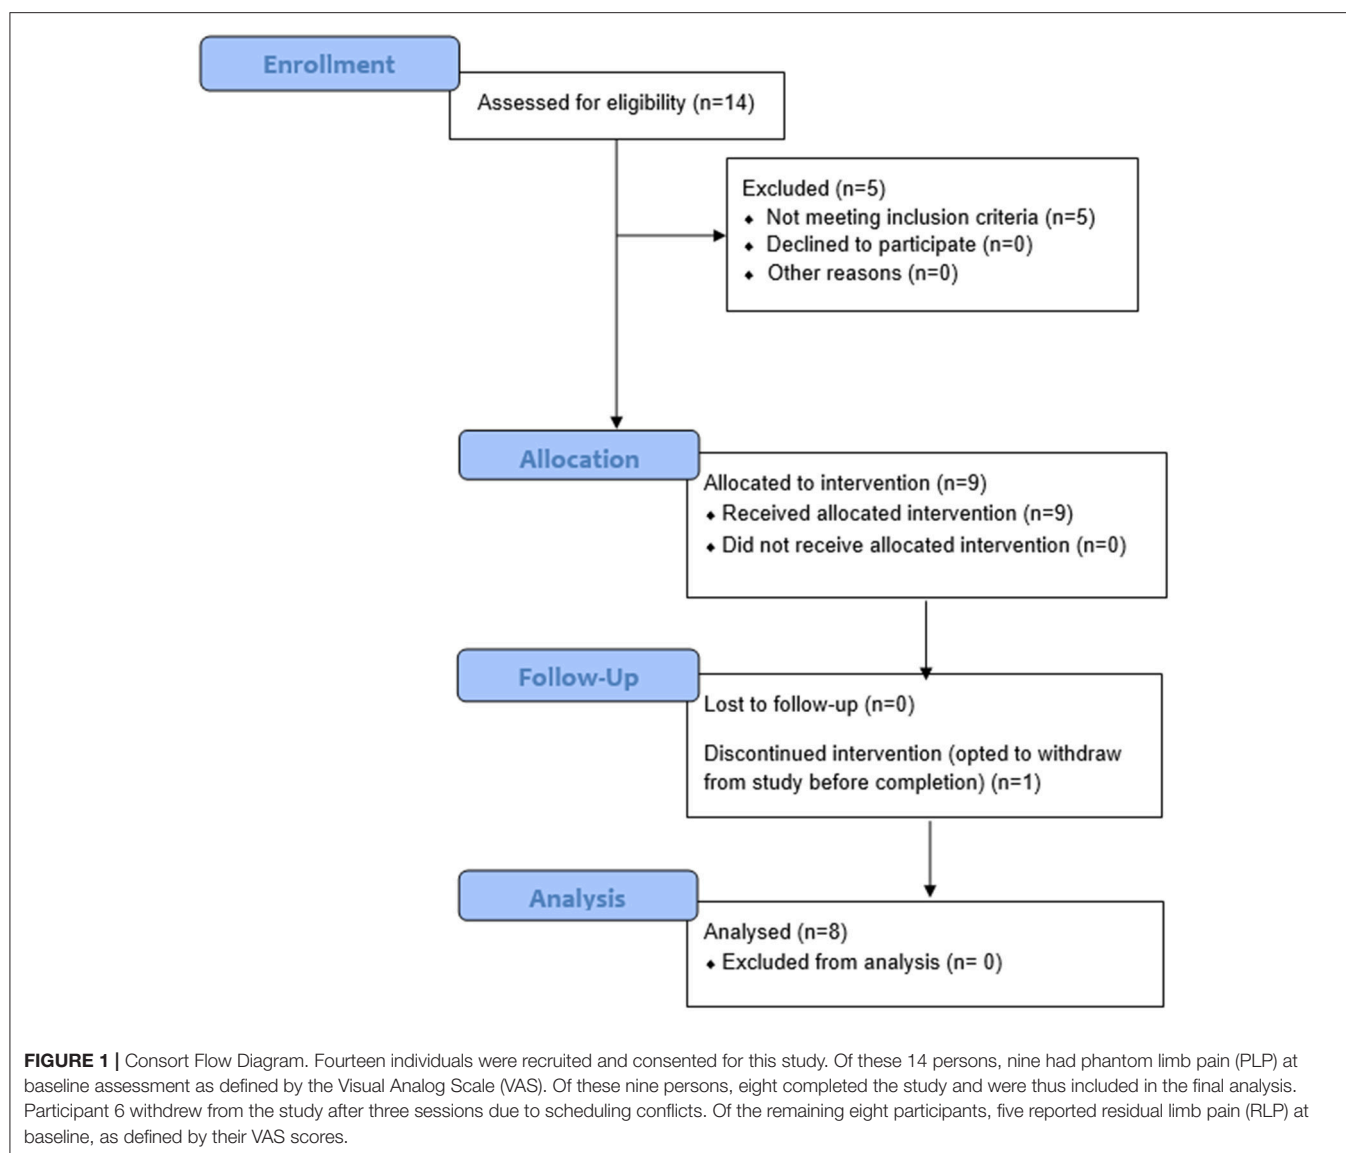 Enrollment
Assessed for eligibility (n=14)
Excluded (n=5)
⬥ Not meeting inclusion criteria (n=5)
⬥ Declined to participate (n=0)
⬥ Other reasons (n=0)
Allocation
Allocated to intervention (n=9)
⬥ Received allocated intervention (n=9)
⬥ Did not receive allocated intervention (n=0)
Follow-Up
Lost to follow-up (n=0)
Discontinued intervention (opted to withdraw
from study before completion) (n=1)
Analysis
Analysed (n=8)
⬥ Excluded from analysis (n= 0)
FIGURE 1 | Consort Flow Diagram. Fourteen individuals were recruited and consented for this study. Of these 14 persons, nine had phantom limb pain (PLP) at
baseline assessment as defined by the Visual Analog Scale (VAS). Of these nine persons, eight completed the study and were thus included in the final analysis.
Participant 6 withdrew from the study after three sessions due to scheduling conflicts. Of the remaining eight participants, five reported residual limb pain (RLP) at
baseline, as defined by their VAS scores.